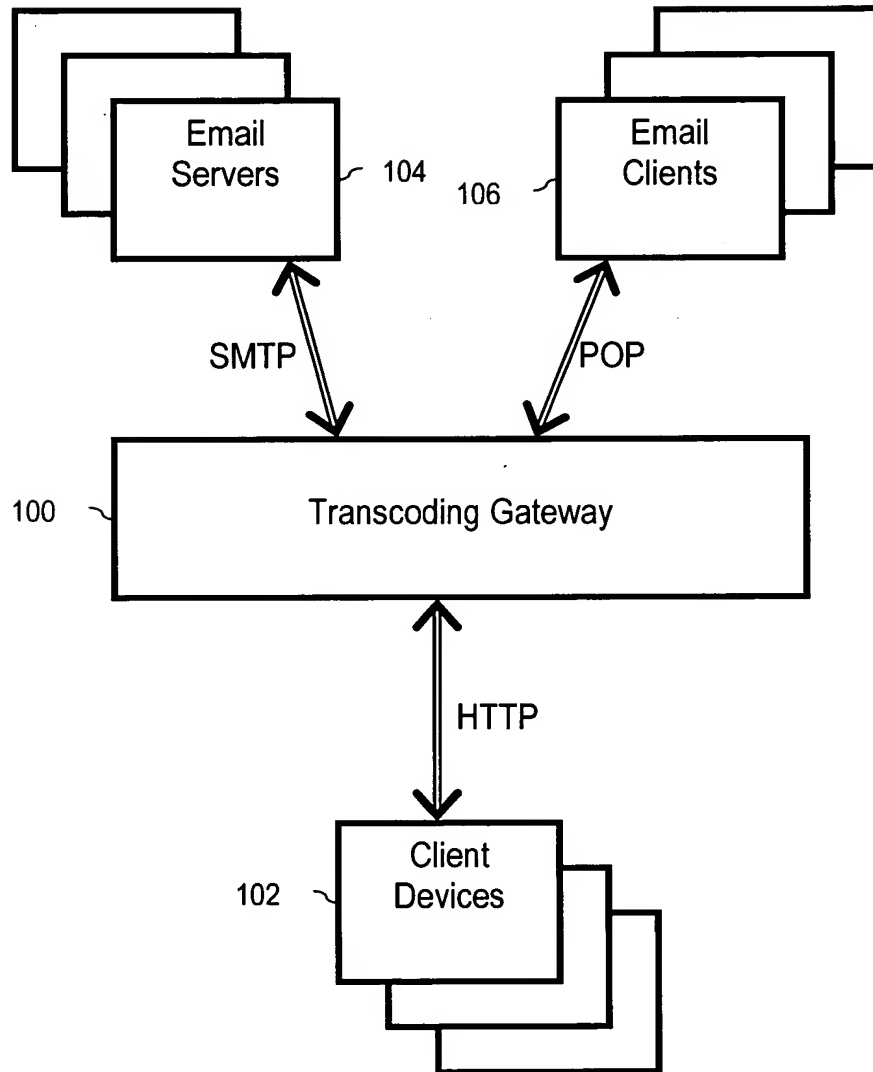 Email
Servers
104
Email
Clients
106
SMTP
POP
100
Transcoding Gateway
HTTP
Client
Devices
102